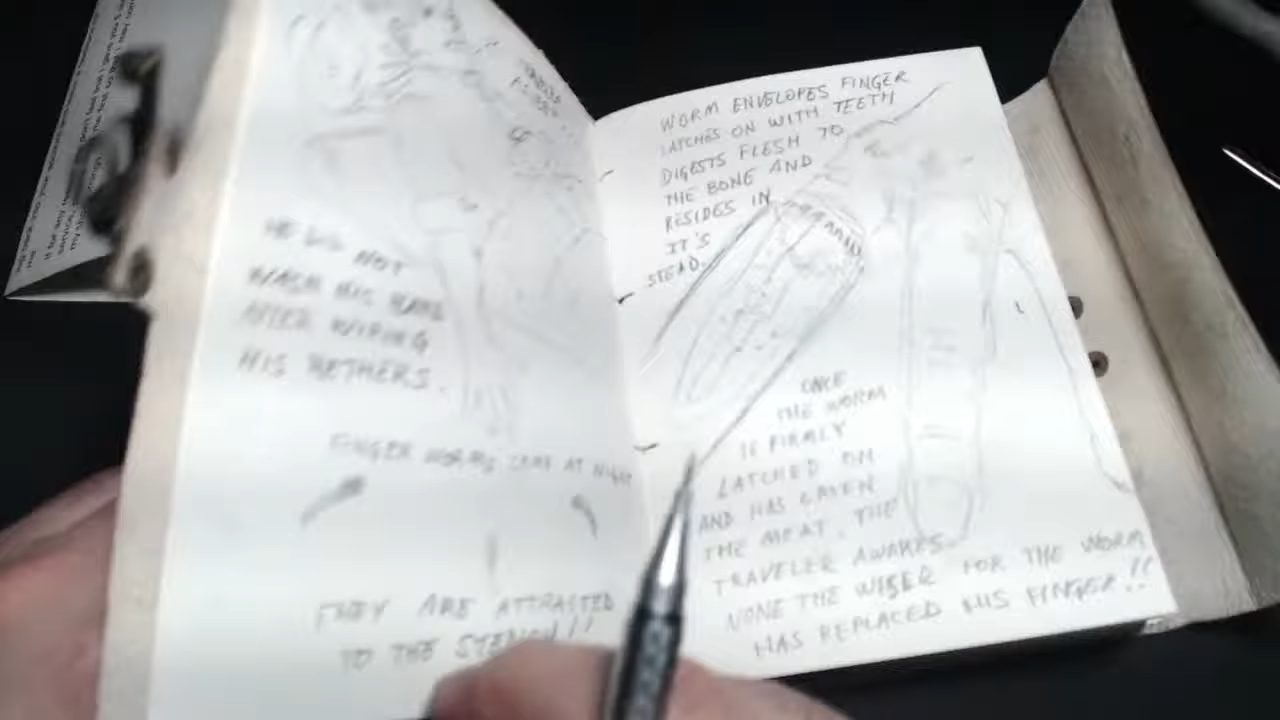 HE DID NOT
WASH HIS HAND
AFTER WIPING
HIS NETHERS.
FINGER WORMS COME AT NIGHT
THEY ARE ATTRACTED
TO THE STENCH!!
WORM ENVELOPES FINGER
LATCHES ON WITH TEETH
DIGESTS FLESH TO
THE BONE AND
RESIDES IN
IT'S
STEAD.
ONCE
THE WORM
IS FIRMLY
LATCHED ON
AND HAS EATEN
THE MEAT. THE
TRAVELER AWAKES
NONE THE WISER FOR THE WORM
HAS REPLACED HIS FINGER!!